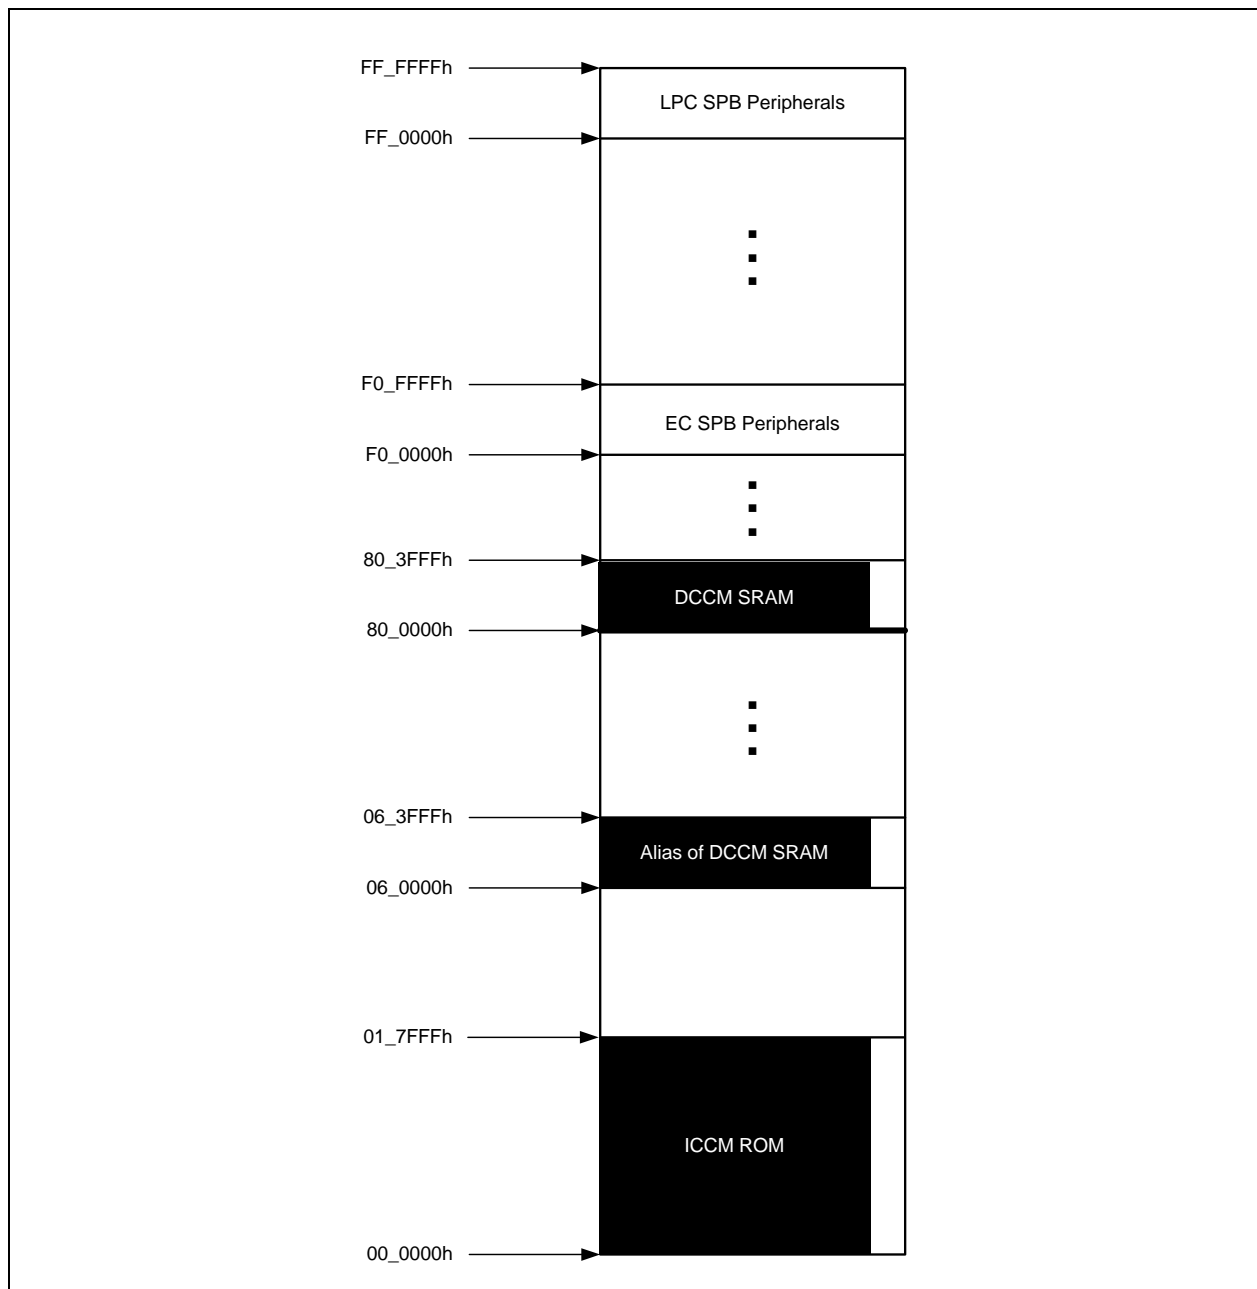 FF_FFFFh
LPC SPB Peripherals
FF_0000h
F0_FFFFh
EC SPB Peripherals
F0_0000h
80_3FFFh
DCCM SRAM
80_0000h
06_3FFFh
Alias of DCCM SRAM
06_0000h
01_7FFFh
ICCM ROM
00_0000h